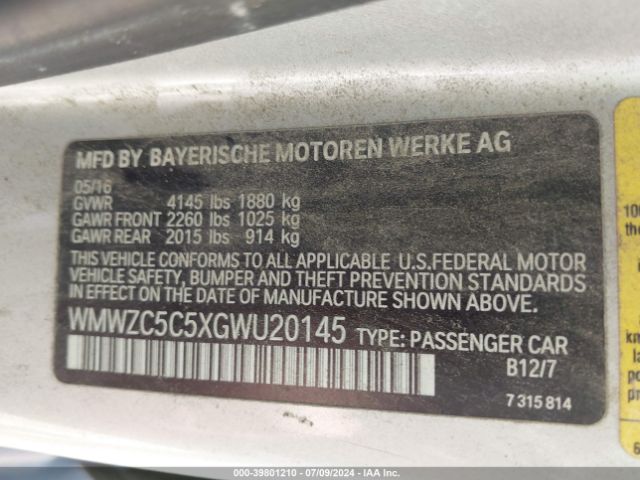 MFD BY BAYERISCHE MOTOREN WERKE AG
05/16
GVWR 4145 lbs 1880 kg
GAWR FRONT 2260 lbs 1025 kg
GAWR REAR 2015 lbs 914 kg
THIS VEHICLE CONFORMS TO ALL APPLICABLE U.S.FEDERAL MOTOR
VEHICLE SAFETY, BUMPER AND THEFT PREVENTION STANDARDS
IN EFFECT ON THE DATE OF MANUFACTURE SHOWN ABOVE.
WMWZC5C5XGWU20145 TYPE: PASSENGER CAR
B12/7
7 315 814
000-39801210 - 07/09/2024 - IAA Inc.